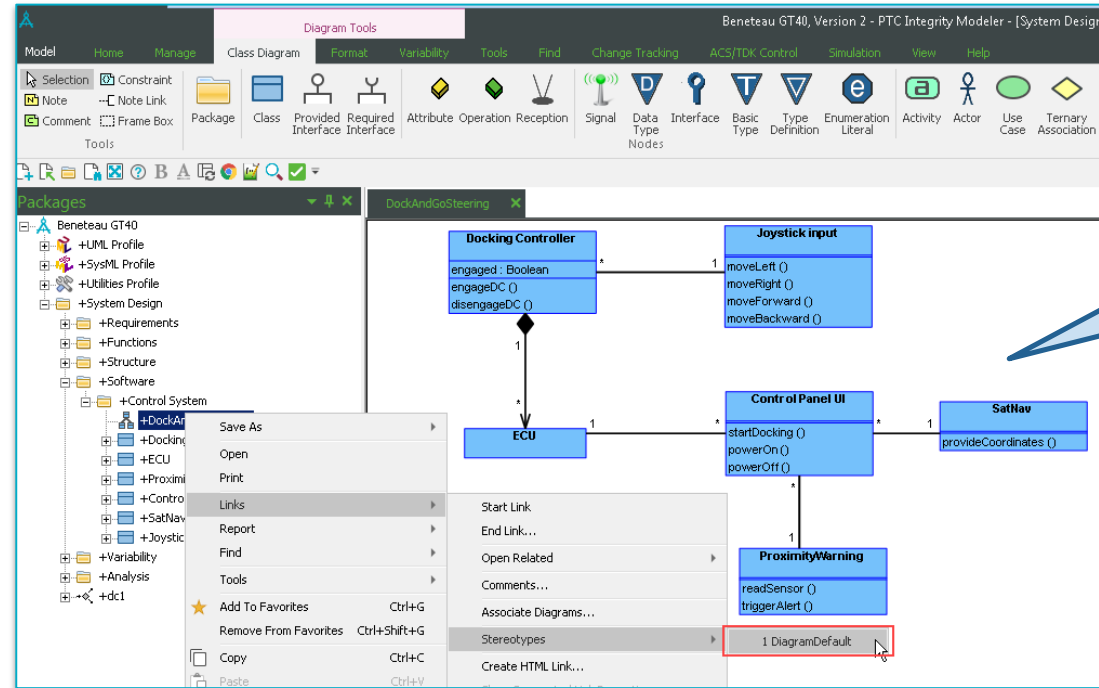 Diagram Tools
Beneteau GT40, Version 2 - PTC Integrity Modeler - [System Design
Model Home Manage Class Diagram Format Variability Tools Find Change Tracking ACS/TDK Control Simulation View Help
Selection Constraint
Note Note Link
Comment Frame Box
Tools
Package Class Provided Interface Required Interface Attribute Operation Reception Signal Data Type Interface Basic Type Type Definition Enumeration Literal Activity Actor Use Case Ternary Association
Nodes
Packages
DockAndGoSteering
Beneteau GT40
+UML Profile
+SysML Profile
+Utilities Profile
+System Design
+Requirements
+Functions
+Structure
+Software
+Control System
+DockAn
+Docking
+ECU
+Proximi
+Contro
+SatNav
+Joystic
+Variability
+Analysis
+dc1
Save As
Open
Print
Links
Report
Find
Tools
Add To Favorites Ctrl+G
Remove From Favorites Ctrl+Shift+G
Copy Ctrl+C
Paste Ctrl+V
Start Link
End Link...
Open Related
Comments...
Associate Diagrams...
Stereotypes
Create HTML Link...
1 DiagramDefault
Docking Controller
engaged : Boolean
engageDC ()
disengageDC ()
* 1
Joystick input
moveLeft ()
moveRight ()
moveForward ()
moveBackward ()
1
*
ECU
1 *
Control Panel UI
startDocking ()
powerOn ()
powerOff ()
* 1
SatNav
provideCoordinates ()
*
1
ProximityWarning
readSensor ()
triggerAlert ()